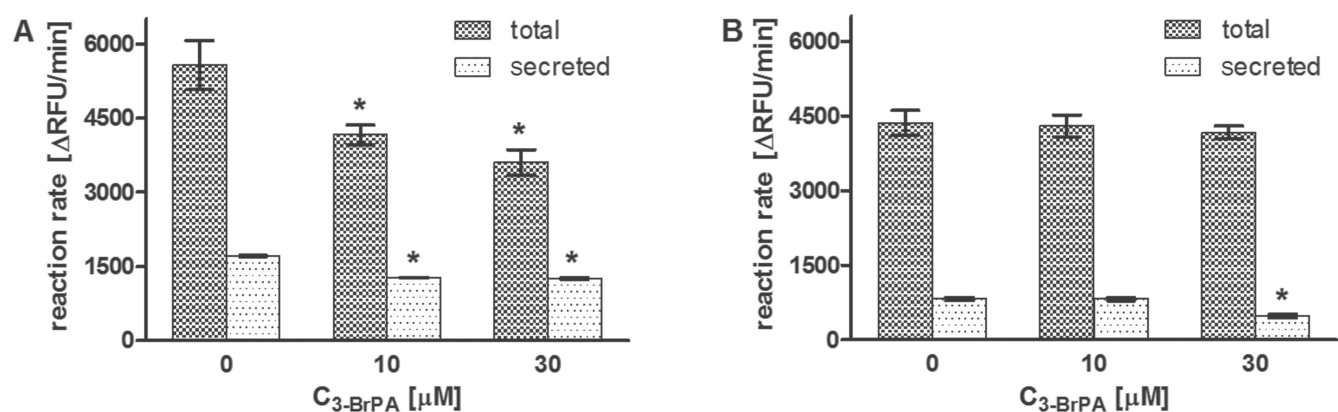 A
reaction rate [ΔRFU/min]
6000
4500
3000
1500
0
total
secreted
*
*
*
*
0
10
30
C3-BrPA [μM]
B
reaction rate [ΔRFU/min]
6000
4500
3000
1500
0
total
secreted
*
0
10
30
C3-BrPA [μM]